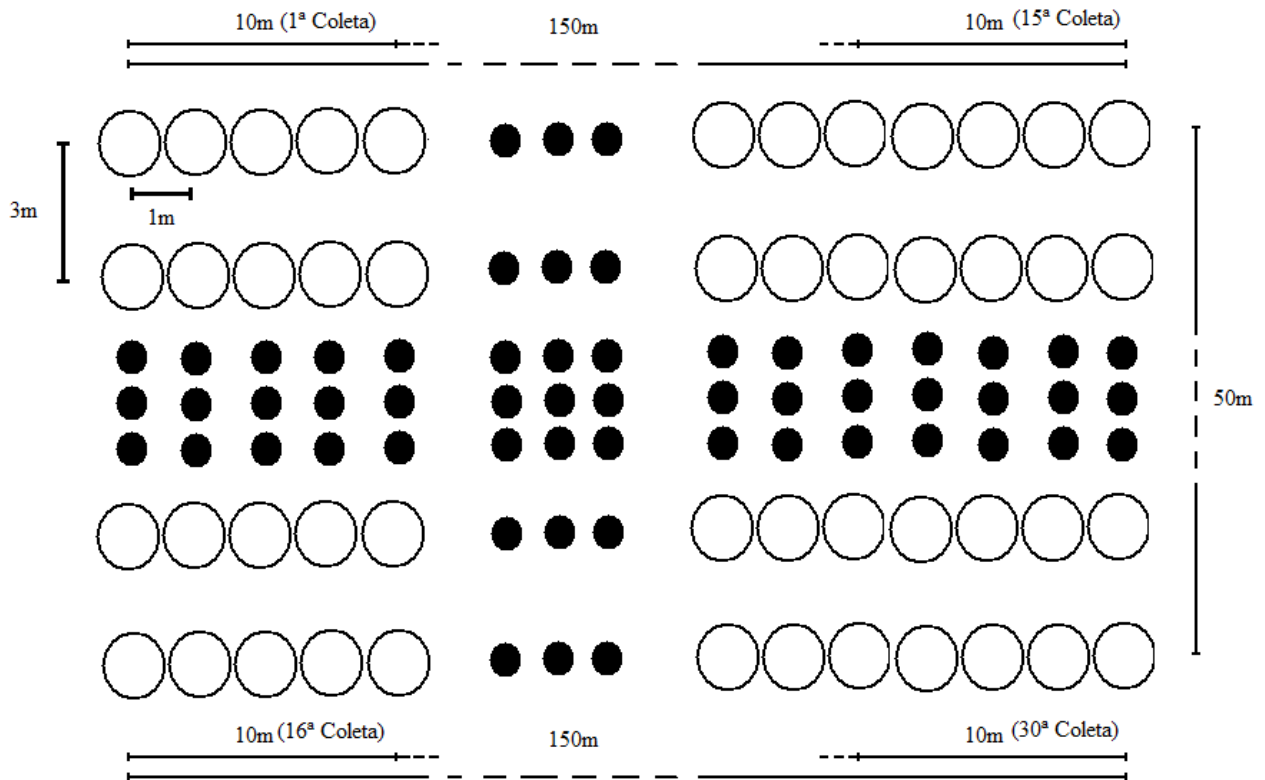 10m (1ª Coleta)
150m
10m (15ª Coleta)
3m
1m
50m
10m (16ª Coleta)
150m
10m (30ª Coleta)